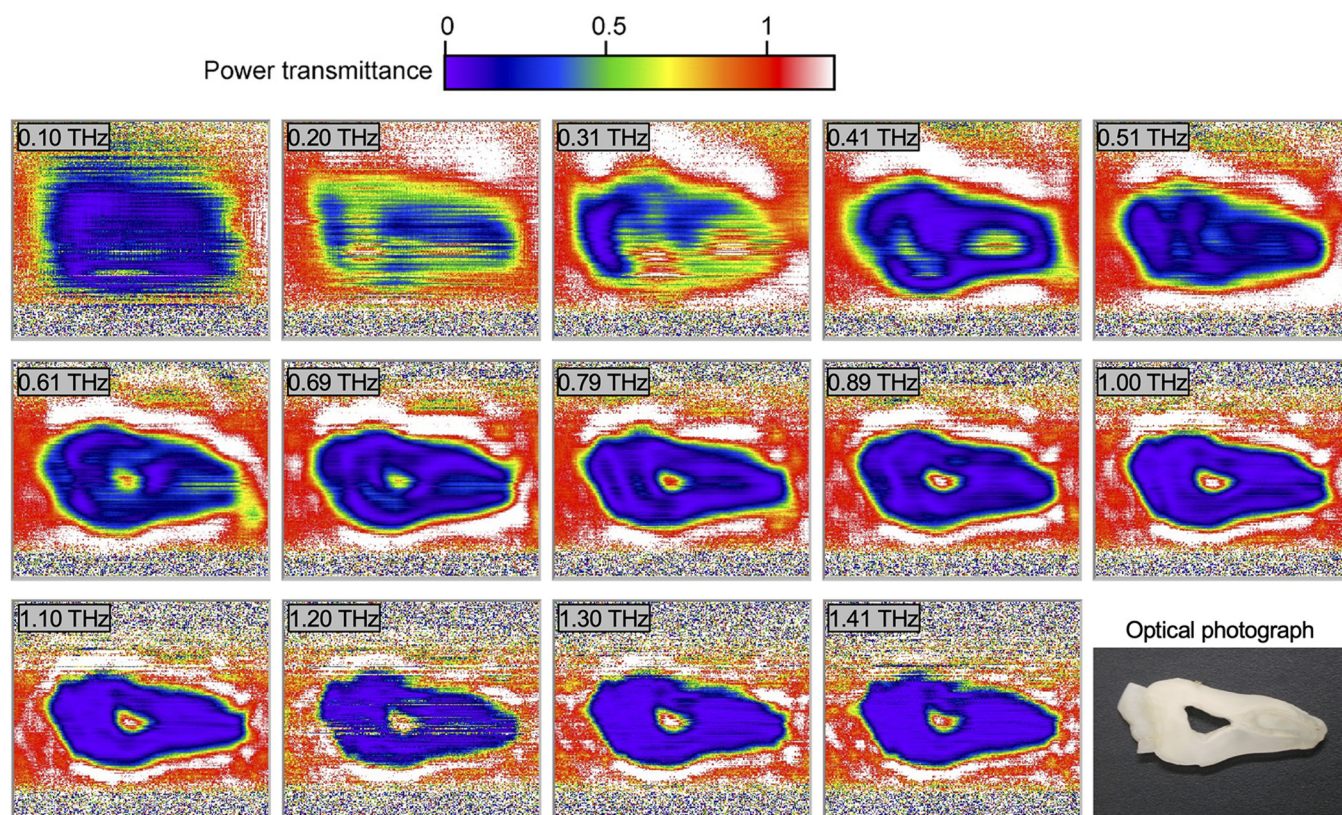 0 0.5 1
Power transmittance
0.10 THz 0.20 THz 0.31 THz 0.41 THz 0.51 THz
0.61 THz 0.69 THz 0.79 THz 0.89 THz 1.00 THz
1.10 THz 1.20 THz 1.30 THz 1.41 THz
Optical photograph